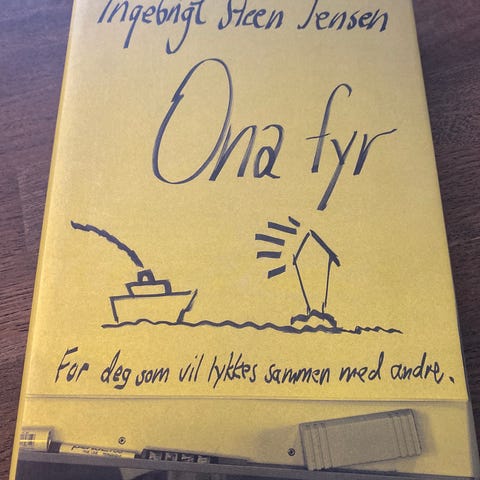 Ingebrigt Steen Jensen
Ona fyr
For deg som vil lykkes sammen med andre.